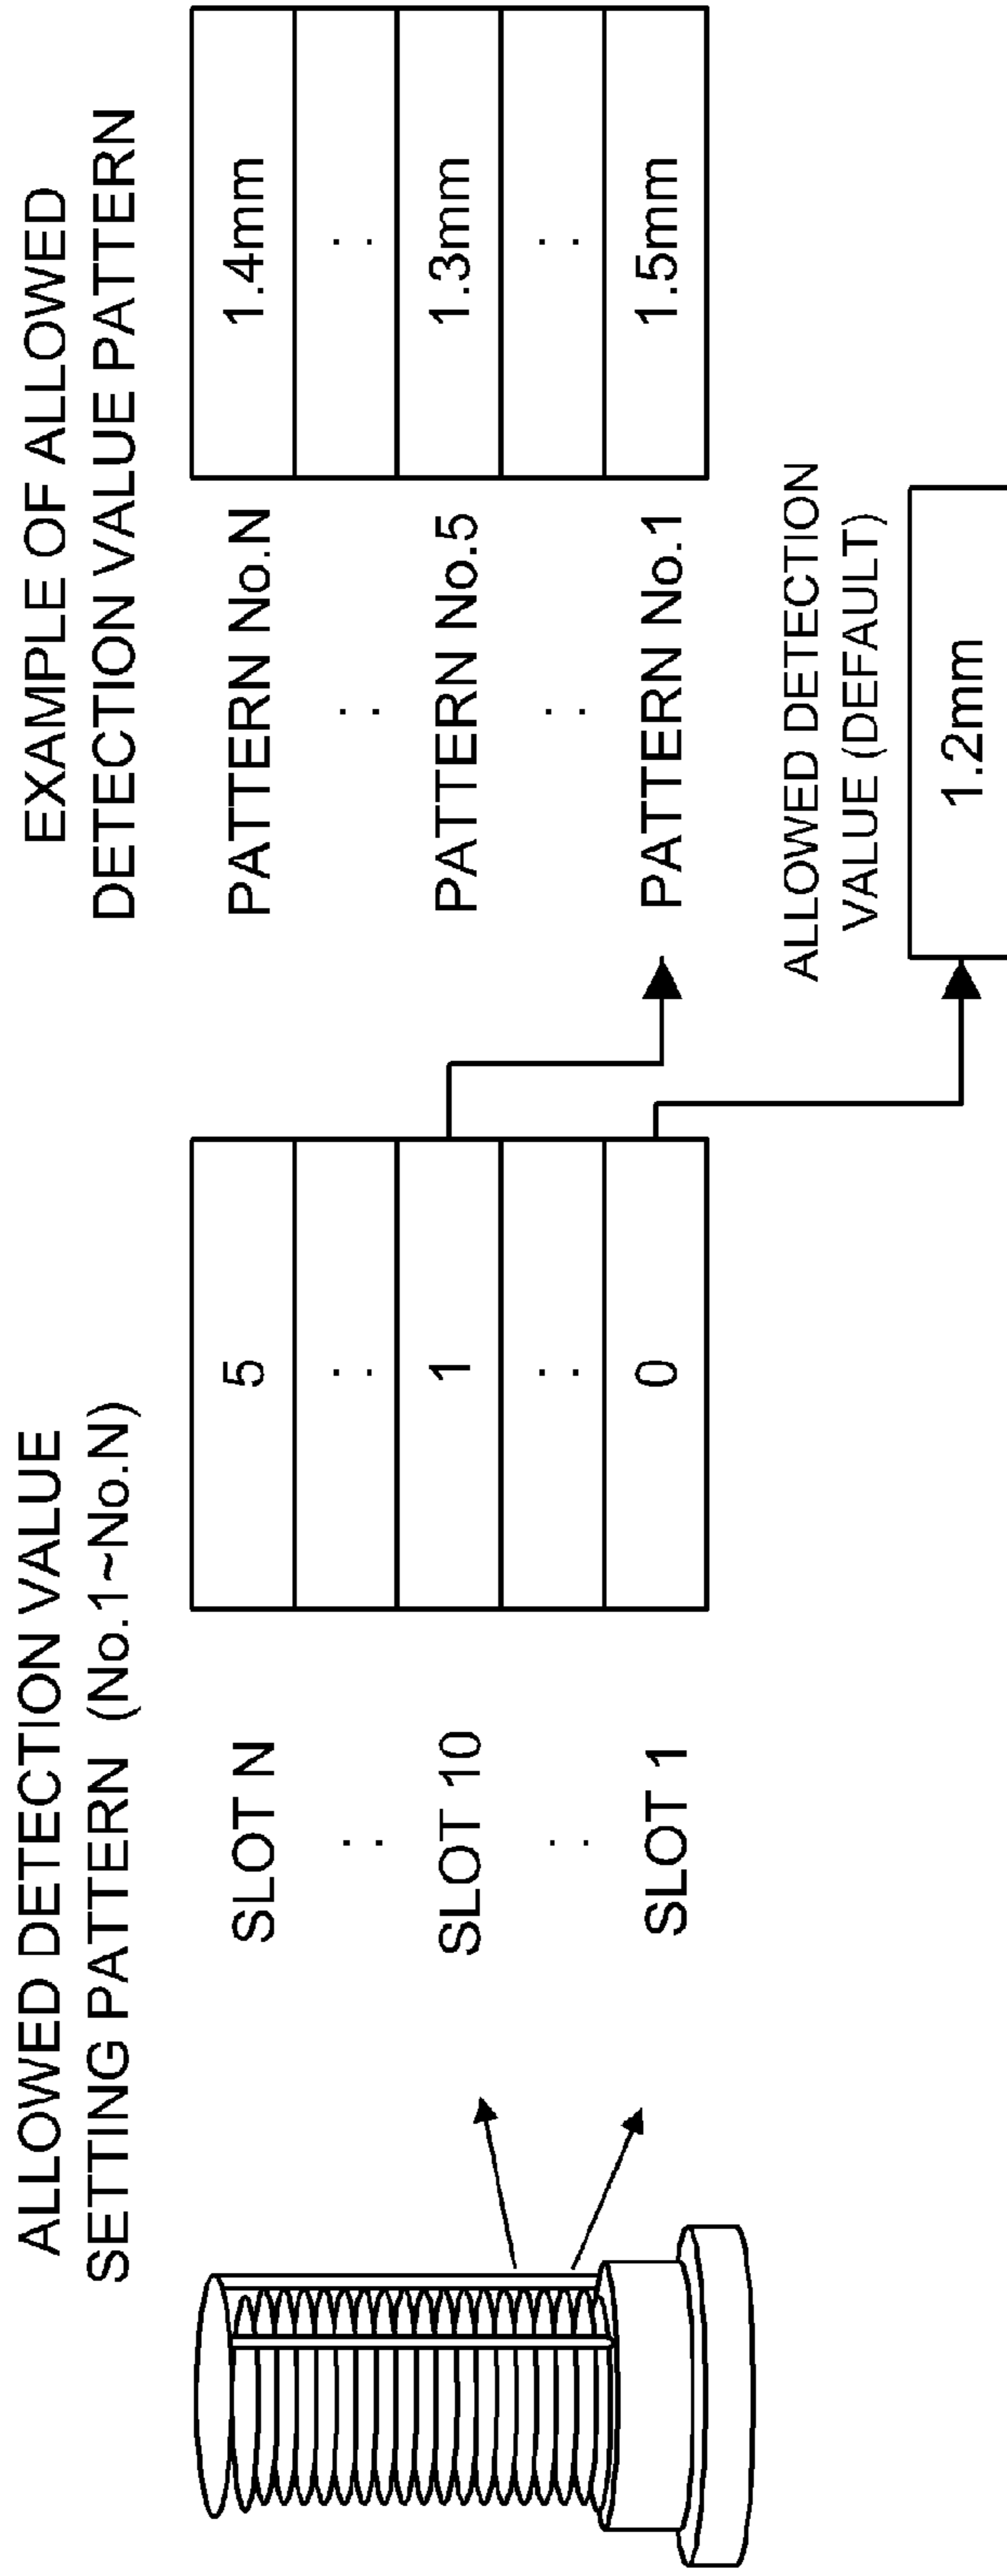 ALLOWED DETECTION VALUE
SETTING PATTERN (No.1~No.N)
SLOT N
:
SLOT 10
:
SLOT 1
5
:
1
:
0
EXAMPLE OF ALLOWED
DETECTION VALUE PATTERN
PATTERN No.N
:
PATTERN No.5
:
PATTERN No.1
1.4mm
:
1.3mm
:
1.5mm
ALLOWED DETECTION
VALUE (DEFAULT)
1.2mm